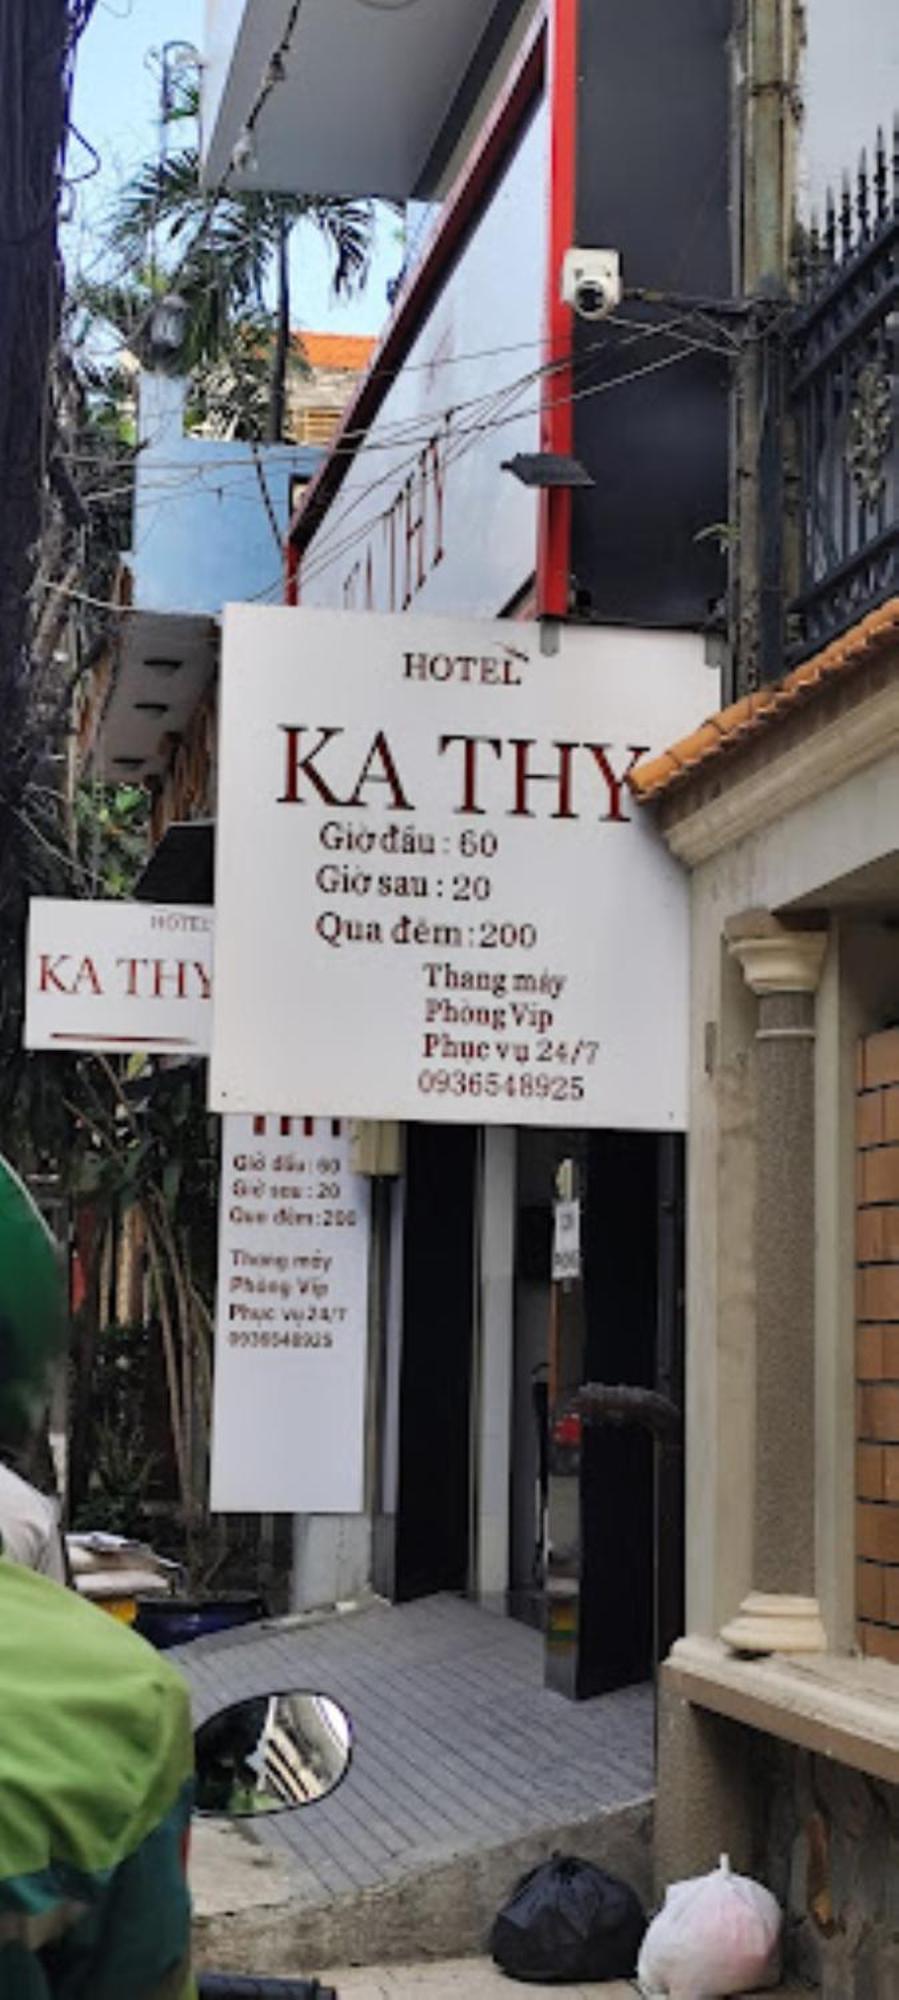 KA THY
HOTEL
KA THY
Giờ đầu : 60
Giờ sau : 20
Qua đêm : 200
Thang máy
Phòng Vip
Phục vụ 24/7
0936548925
HOTEL
KA THY
Giờ đầu : 60
Giờ sau : 20
Qua đêm : 200
Thang máy
Phòng Vip
Phục vụ 24/7
0936548925